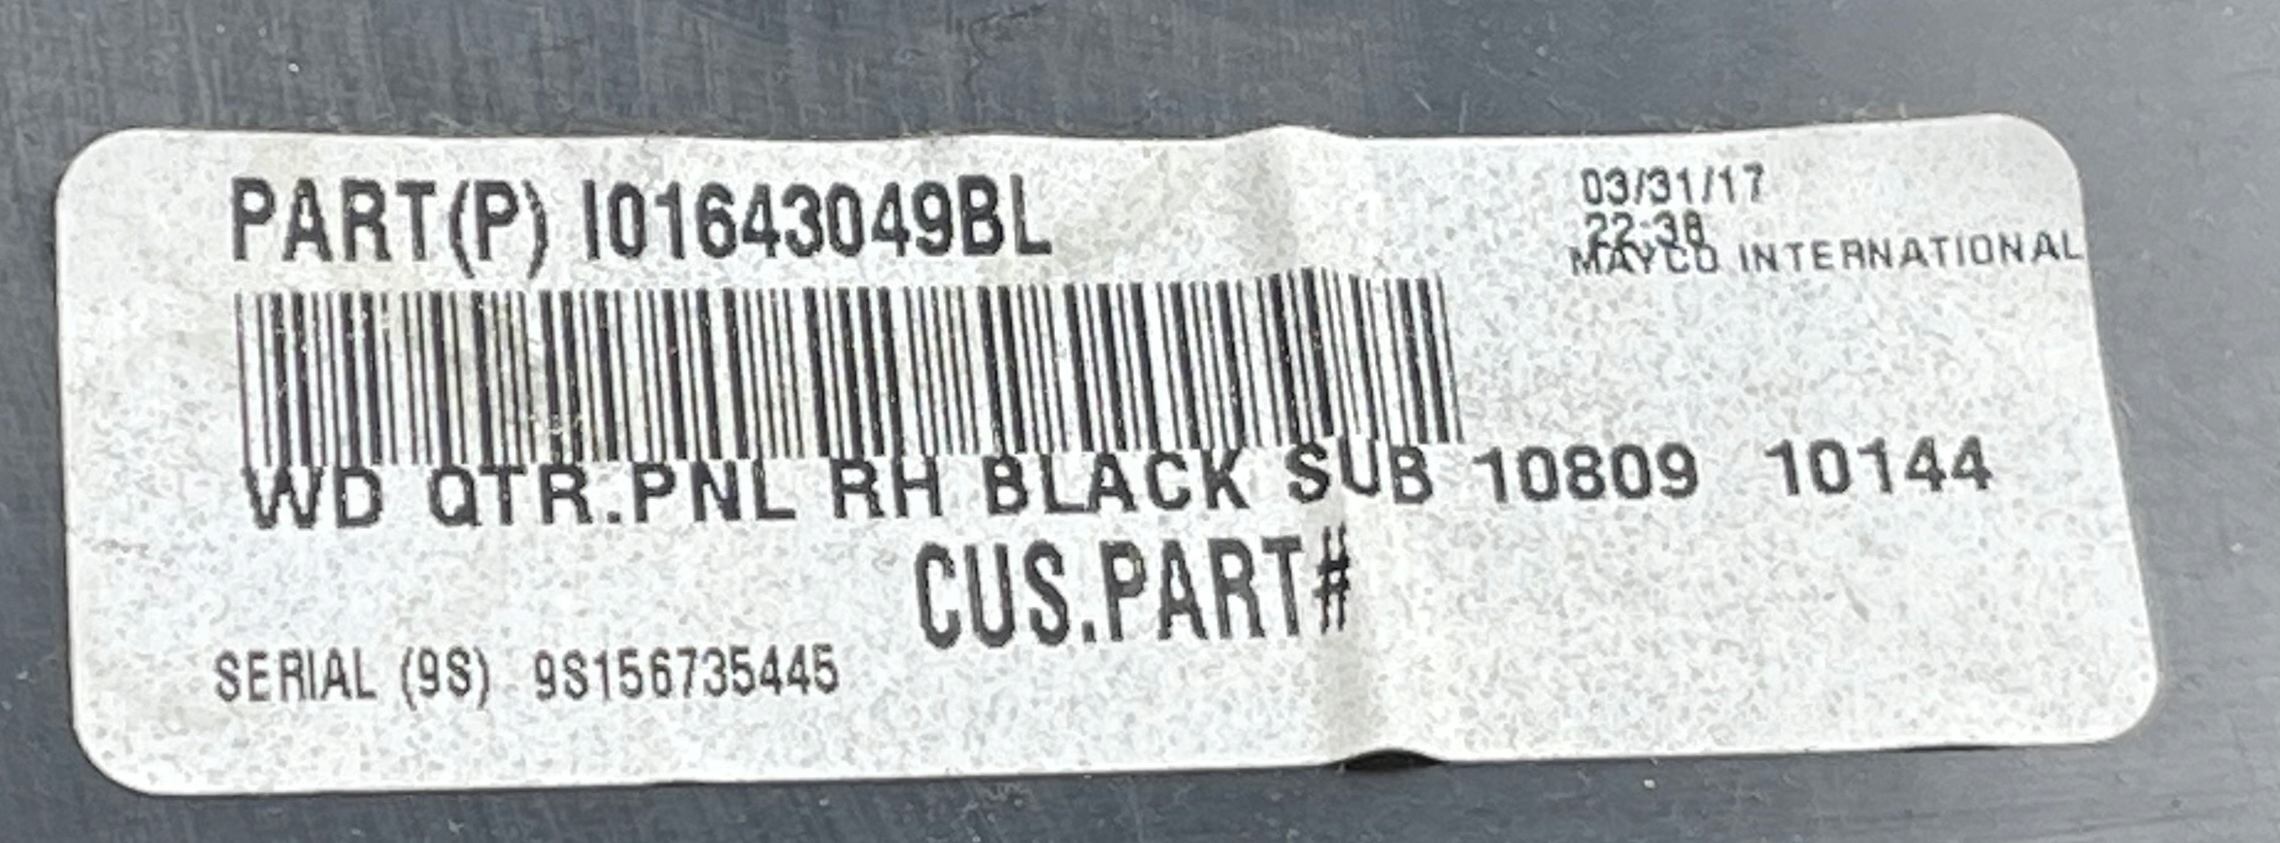 PART(P) I01643049BL
03/31/17
22:38
MAYCO INTERNATIONAL
WD QTR.PNL RH BLACK SUB 10809 10144
CUS.PART#
SERIAL (9S) 9S156735445